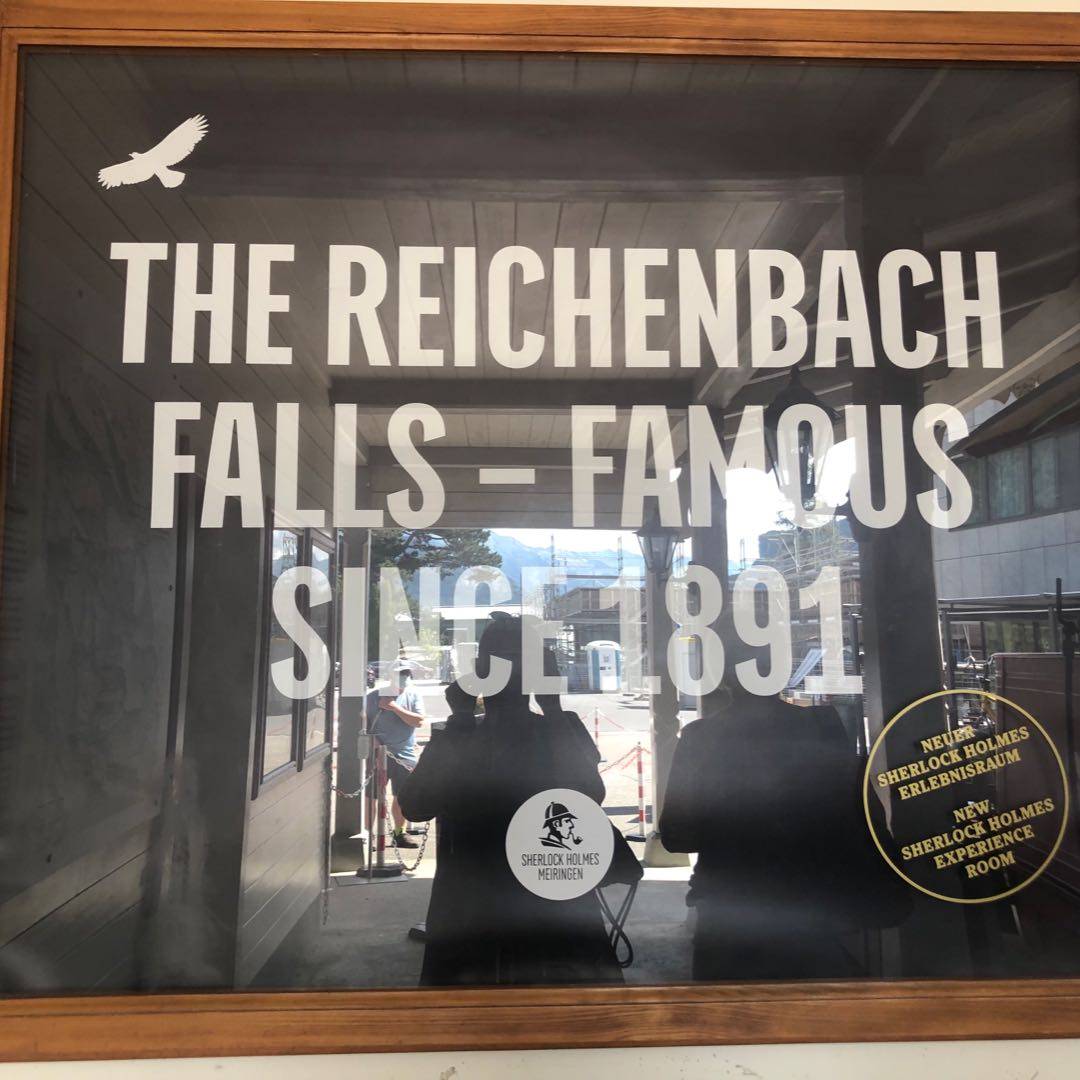 THE REICHENBACH
FALLS – FAMOUS
SINCE 1891
SHERLOCK HOLMES
MEIRINGEN
NEUER
SHERLOCK HOLMES
ERLEBNISRAUM
NEW
SHERLOCK HOLMES
EXPERIENCE
ROOM